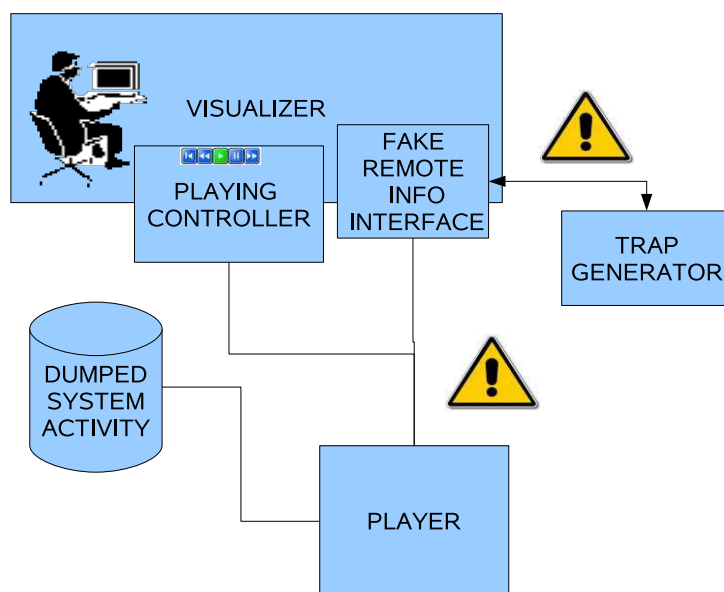 VISUALIZER
FAKE
REMOTE
INFO
INTERFACE
PLAYING
CONTROLLER
TRAP
GENERATOR
DUMPED
SYSTEM
ACTIVITY
PLAYER